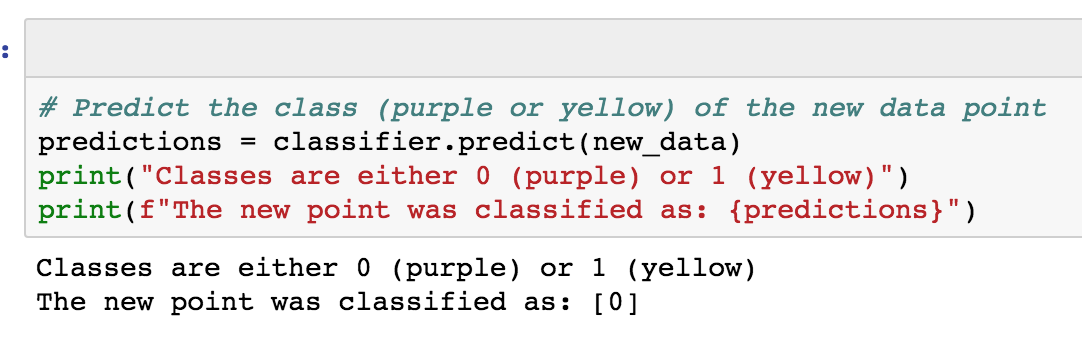 :
# Predict the class (purple or yellow) of the new data point
predictions = classifier.predict(new_data)
print("Classes are either 0 (purple) or 1 (yellow)")
print(f"The new point was classified as: {predictions}")
Classes are either 0 (purple) or 1 (yellow)
The new point was classified as: [0]